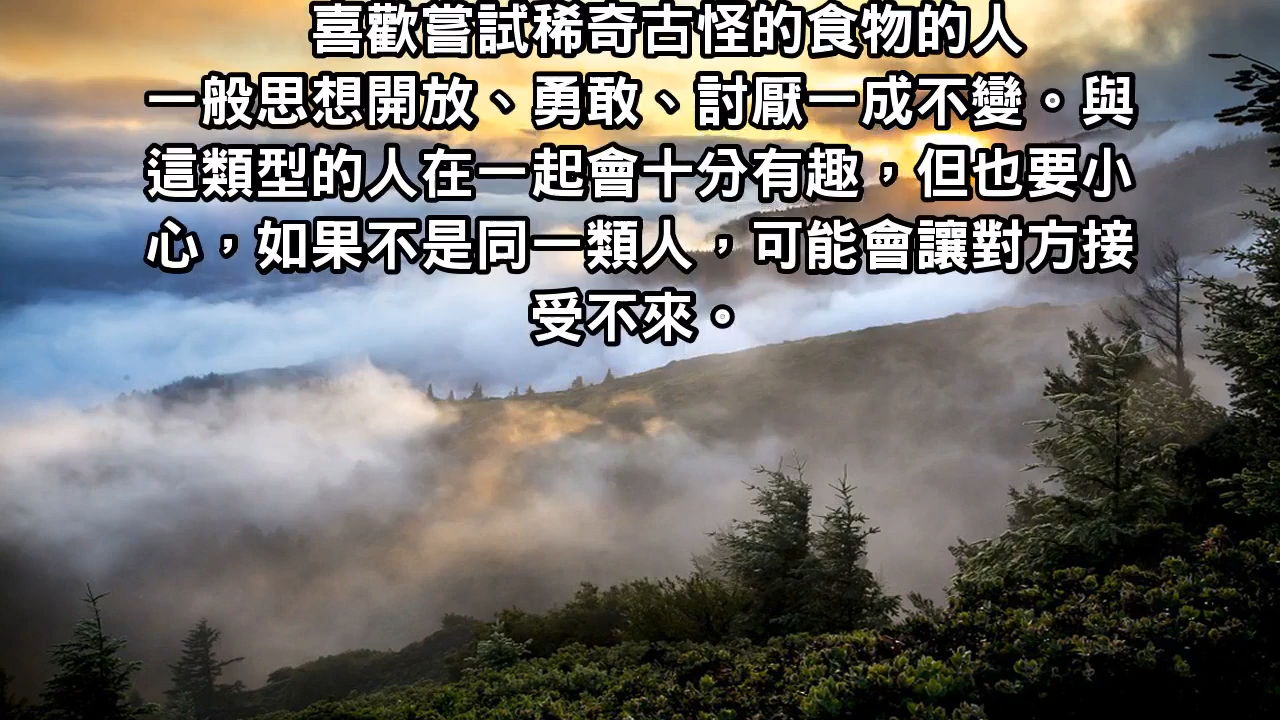 喜歡嘗試稀奇古怪的食物的人
一般思想開放、勇敢、討厭一成不變。與
這類型的人在一起會十分有趣，但也要小
心，如果不是同一類人，可能會讓對方接
受不來。